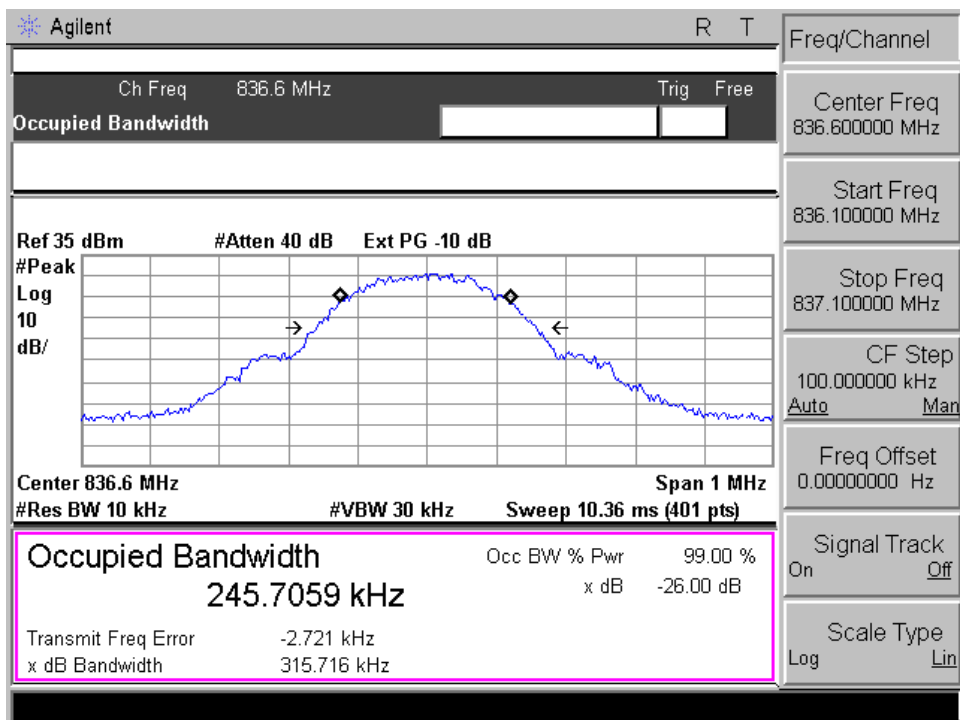 Agilent R T
Ch Freq 836.6 MHz Trig Free
Occupied Bandwidth
Ref 35 dBm #Atten 40 dB Ext PG -10 dB
#Peak
Log
10
dB/
Center 836.6 MHz Span 1 MHz
#Res BW 10 kHz #VBW 30 kHz Sweep 10.36 ms (401 pts)
Occupied Bandwidth Occ BW % Pwr 99.00 %
245.7059 kHz x dB -26.00 dB
Transmit Freq Error -2.721 kHz
x dB Bandwidth 315.716 kHz
Freq/Channel
Center Freq
836.600000 MHz
Start Freq
836.100000 MHz
Stop Freq
837.100000 MHz
CF Step
100.000000 kHz
Auto Man
Freq Offset
0.00000000 Hz
Signal Track
On Off
Scale Type
Log Lin